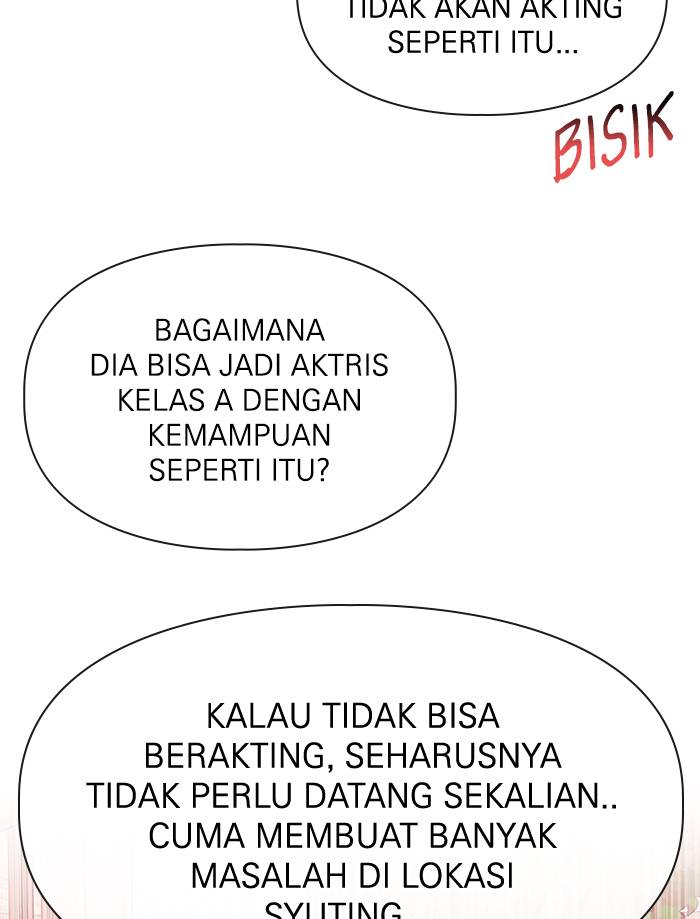 TIDAK AKAN AKTING
SEPERTI ITU...
BISIK
BAGAIMANA
DIA BISA JADI AKTRIS
KELAS A DENGAN
KEMAMPUAN
SEPERTI ITU?
KALAU TIDAK BISA
BERAKTING, SEHARUSNYA
TIDAK PERLU DATANG SEKALIAN..
CUMA MEMBUAT BANYAK
MASALAH DI LOKASI
SYUTING